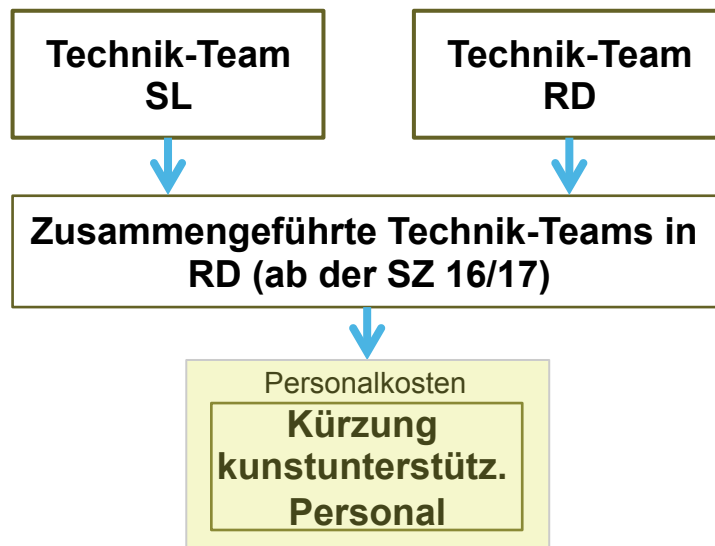 Technik-Team
SL
Technik-Team
RD
Zusammengeführte Technik-Teams in
RD (ab der SZ 16/17)
Personalkosten
Kürzung
kunstunterstütz.
Personal